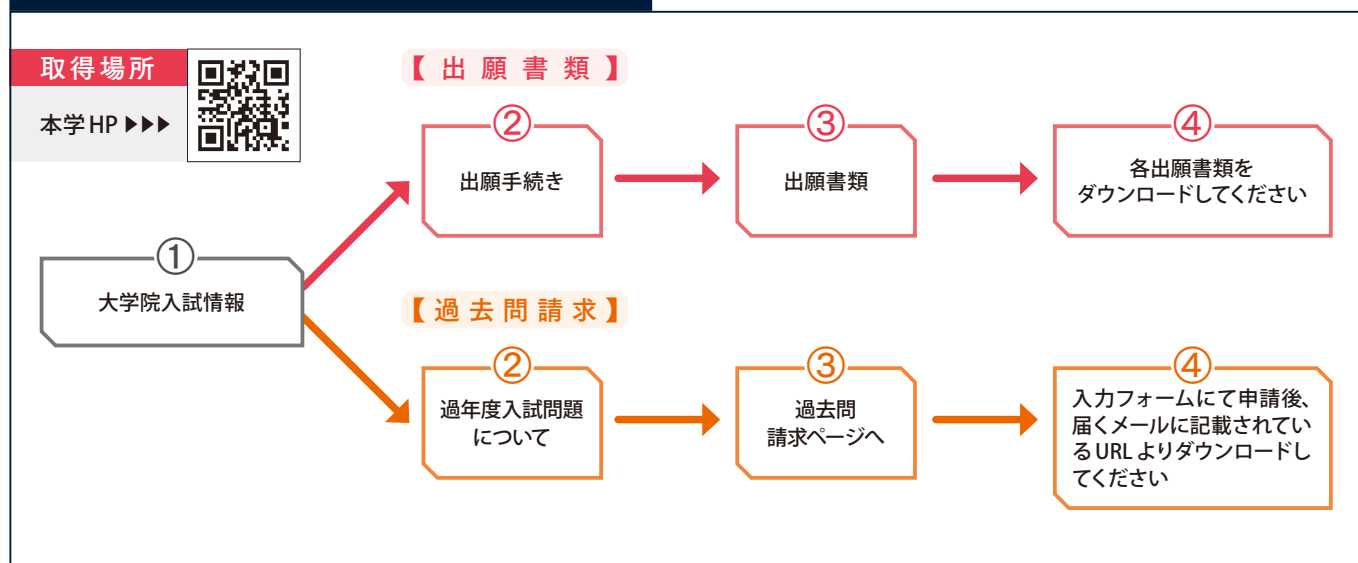 取得場所
本学HP ▶▶▶
①
大学院入試情報
【出願書類】
②
出願手続き
③
出願書類
④
各出願書類を
ダウンロードしてください
【過去問請求】
②
過年度入試問題
について
③
過去問
請求ページへ
④
入力フォームにて申請後、
届くメールに記載されてい
るURLよりダウンロードし
てください